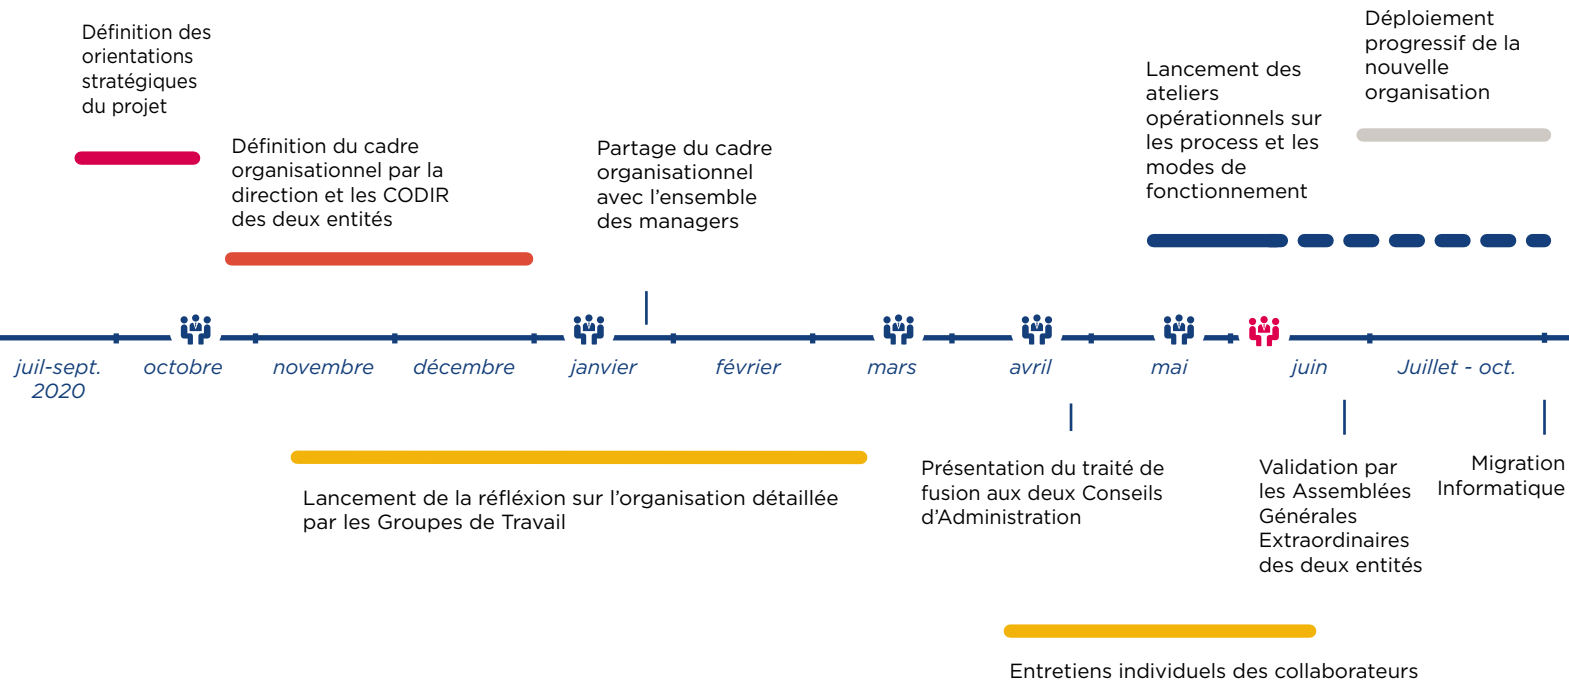 Définition des
orientations
stratégiques
du projet
Définition du cadre
organisationnel par la
direction et les CODIR
des deux entités
Partage du cadre
organisationnel
avec l'ensemble
des managers
Lancement des
ateliers
opérationnels sur
les process et les
modes de
fonctionnement
Déploiement
progressif de la
nouvelle
organisation
juil-sept.
2020
octobre
novembre
décembre
janvier
février
mars
avril
mai
juin
Juillet - oct.
Lancement de la réfléxion sur l'organisation détaillée
par les Groupes de Travail
Présentation du traité de
fusion aux deux Conseils
d'Administration
Validation par
les Assemblées
Générales
Extraordinaires
des deux entités
Migration
Informatique
Entretiens individuels des collaborateurs